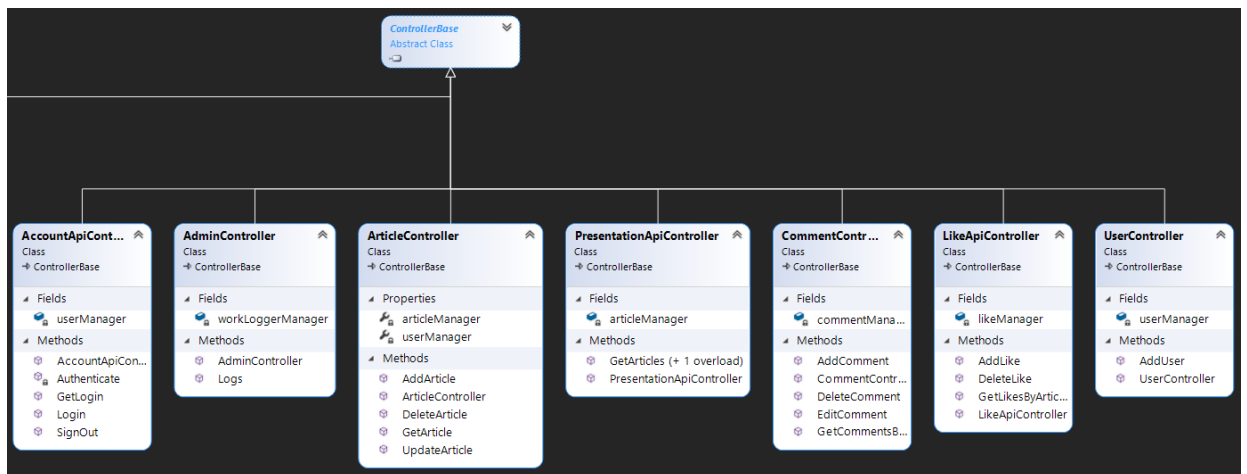 ControllerBase
Abstract Class
AccountApiCont...
Class
ControllerBase
Fields
userManager
Methods
AccountApiCon...
Authenticate
GetLogin
Login
SignOut
AdminController
Class
ControllerBase
Fields
workLoggerManager
Methods
AdminController
Logs
ArticleController
Class
ControllerBase
Properties
articleManager
userManager
Methods
AddArticle
ArticleController
DeleteArticle
GetArticle
UpdateArticle
PresentationApiController
Class
ControllerBase
Fields
articleManager
Methods
GetArticles (+ 1 overload)
PresentationApiController
CommentContr...
Class
ControllerBase
Fields
commentMana...
Methods
AddComment
CommentContr...
DeleteComment
EditComment
GetCommentsB...
LikeApiController
Class
ControllerBase
Fields
likeManager
Methods
AddLike
DeleteLike
GetLikesByArtic...
LikeApiController
UserController
Class
ControllerBase
Fields
userManager
Methods
AddUser
UserController